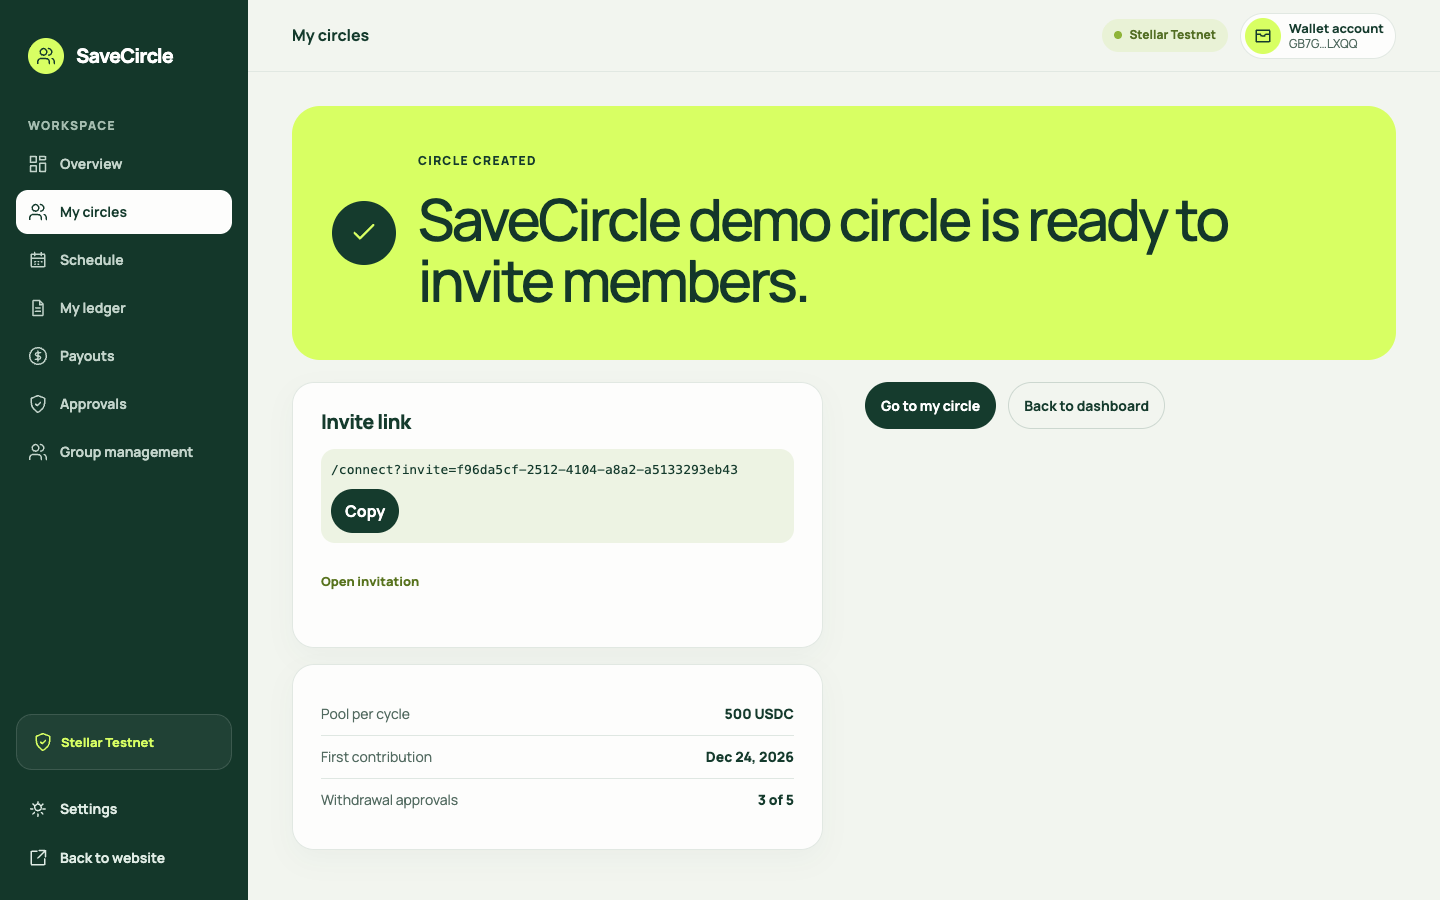 SaveCircle
WORKSPACE
Overview
My circles
Schedule
My ledger
Payouts
Approvals
Group management
Stellar Testnet
Settings
Back to website
My circles
Stellar Testnet
Wallet account
GB7G...LXQQ
CIRCLE CREATED
SaveCircle demo circle is ready to
invite members.
Invite link
/connect?invite=f96da5cf-2512-4104-a8a2-a5133293eb43
Copy
Open invitation
Go to my circle
Back to dashboard
Pool per cycle 500 USDC
First contribution Dec 24, 2026
Withdrawal approvals 3 of 5